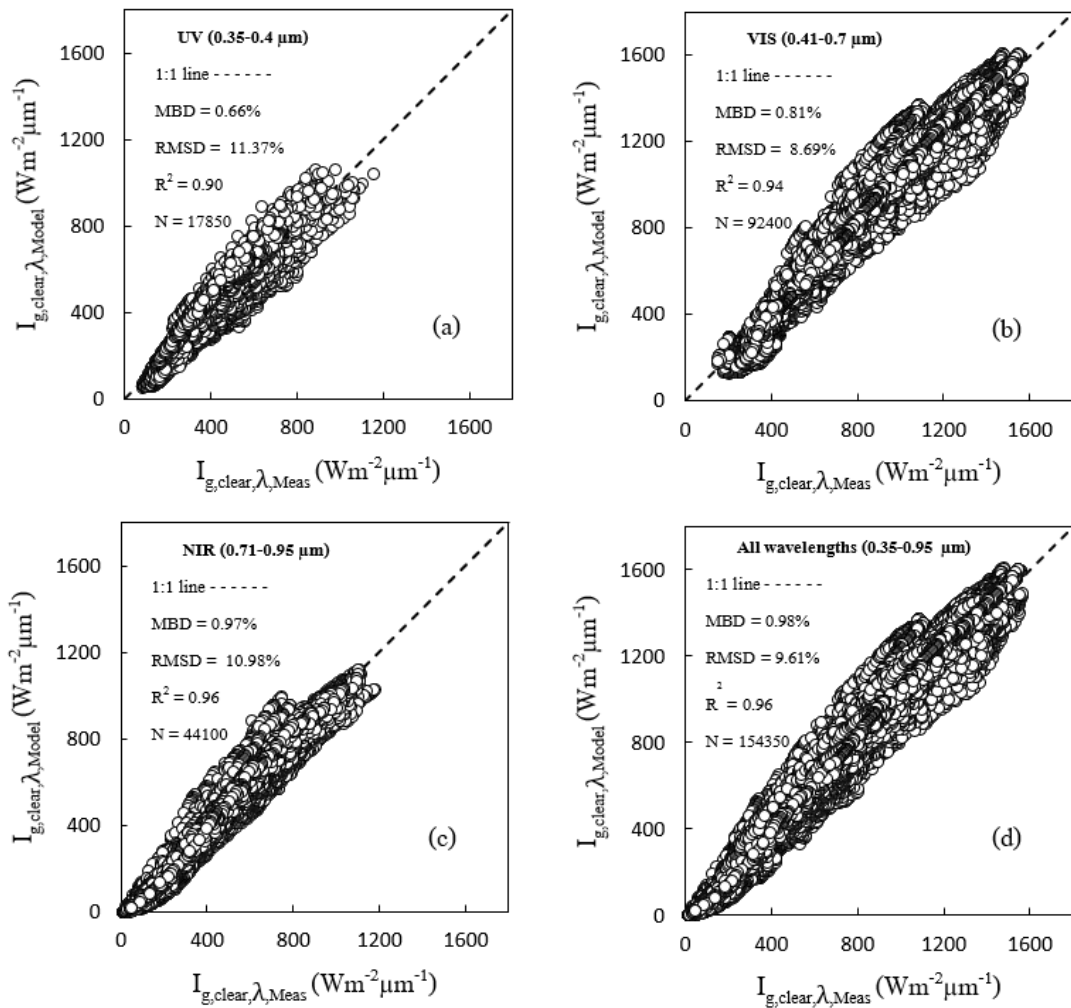 UV (0.35-0.4 µm)
1:1 line - - - - - -
MBD = 0.66%
RMSD = 11.37%
R² = 0.90
N = 17850
(a)
1600
1200
800
400
0
0 400 800 1200 1600
I_g,clear,λ,Model (Wm⁻²µm⁻¹)
I_g,clear,λ,Meas (Wm⁻²µm⁻¹)
VIS (0.41-0.7 µm)
1:1 line - - - - - -
MBD = 0.81%
RMSD = 8.69%
R² = 0.94
N = 92400
(b)
1600
1200
800
400
0
0 400 800 1200 1600
I_g,clear,λ,Model (Wm⁻²µm⁻¹)
I_g,clear,λ,Meas (Wm⁻²µm⁻¹)
NIR (0.71-0.95 µm)
1:1 line - - - - - -
MBD = 0.97%
RMSD = 10.98%
R² = 0.96
N = 44100
(c)
1600
1200
800
400
0
0 400 800 1200 1600
I_g,clear,λ,Model (Wm⁻²µm⁻¹)
I_g,clear,λ,Meas (Wm⁻²µm⁻¹)
All wavelengths (0.35-0.95 µm)
1:1 line - - - - - -
MBD = 0.98%
RMSD = 9.61%
R² = 0.96
N = 154350
(d)
1600
1200
800
400
0
0 400 800 1200 1600
I_g,clear,λ,Model (Wm⁻²µm⁻¹)
I_g,clear,λ,Meas (Wm⁻²µm⁻¹)